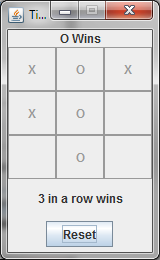 Ti...
O Wins
X O X
X O
O
3 in a row wins
Reset